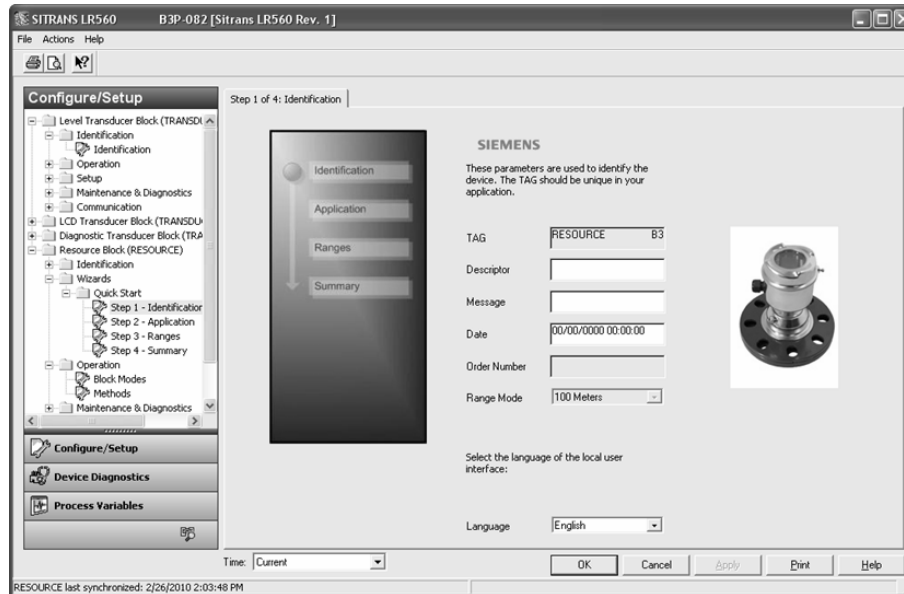 SITRANS LR560 B3P-082 [Sitrans LR560 Rev. 1]
File Actions Help
Configure/Setup
Level Transducer Block (TRANSDU
Identification
Identification
Operation
Setup
Maintenance & Diagnostics
Communication
LCD Transducer Block (TRANSDU
Diagnostic Transducer Block (TRA
Resource Block (RESOURCE)
Identification
Wizards
Quick Start
Step 1 - Identification
Step 2 - Application
Step 3 - Ranges
Step 4 - Summary
Operation
Block Modes
Methods
Maintenance & Diagnostics
Configure/Setup
Device Diagnostics
Process Variables
Step 1 of 4: Identification
Identification
Application
Ranges
Summary
SIEMENS
These parameters are used to identify the
device. The TAG should be unique in your
application.
TAG RESOURCE B3
Descriptor
Message
Date 00/00/0000 00:00:00
Order Number
Range Mode 100 Meters
Select the language of the local user
interface:
Language English
Time: Current
OK Cancel Apply Print Help
RESOURCE last synchronized: 2/26/2010 2:03:48 PM